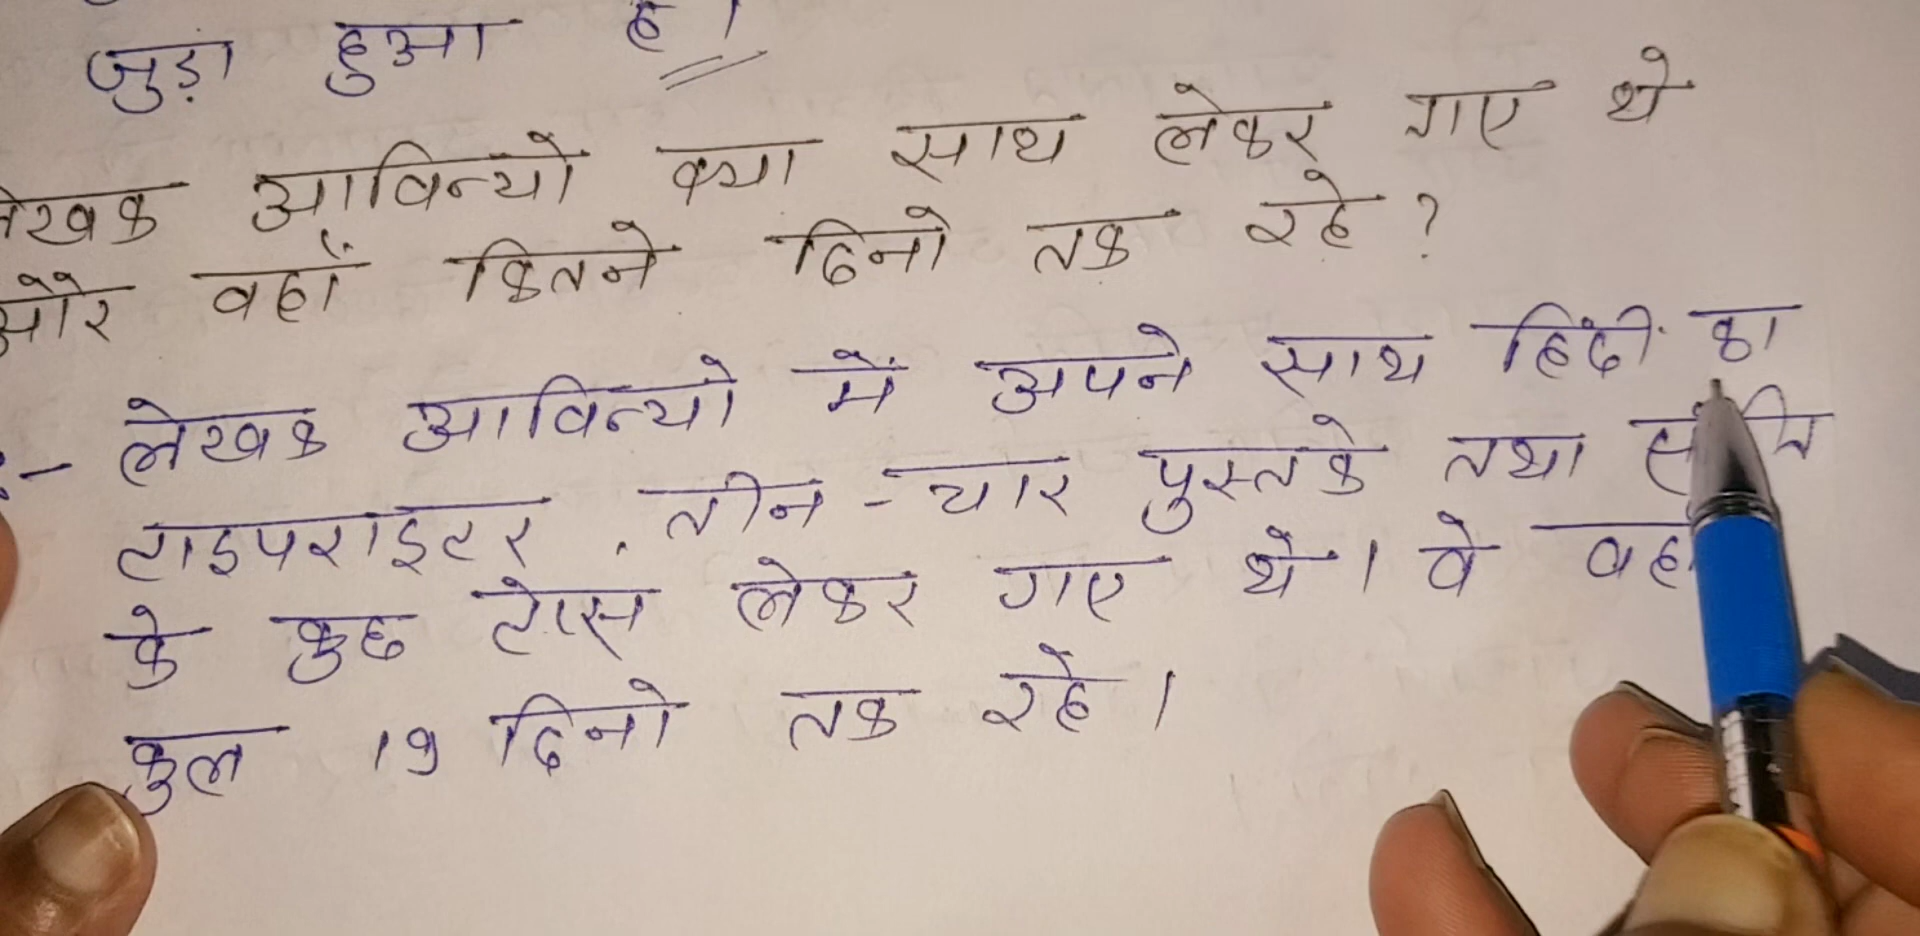 जुड़ा हुआ है।
लेखक आविन्यो क्या साथ लेकर गए थे
और वहाँ कितने दिनो तक रहे?
:- लेखक आविन्यो में अपने साथ हिंदी का
टाइपराइटर, तीन-चार पुस्तके तथा
के कुछ टेप्स लेकर गए थे। वे
कुल 19 दिनो तक रहे।